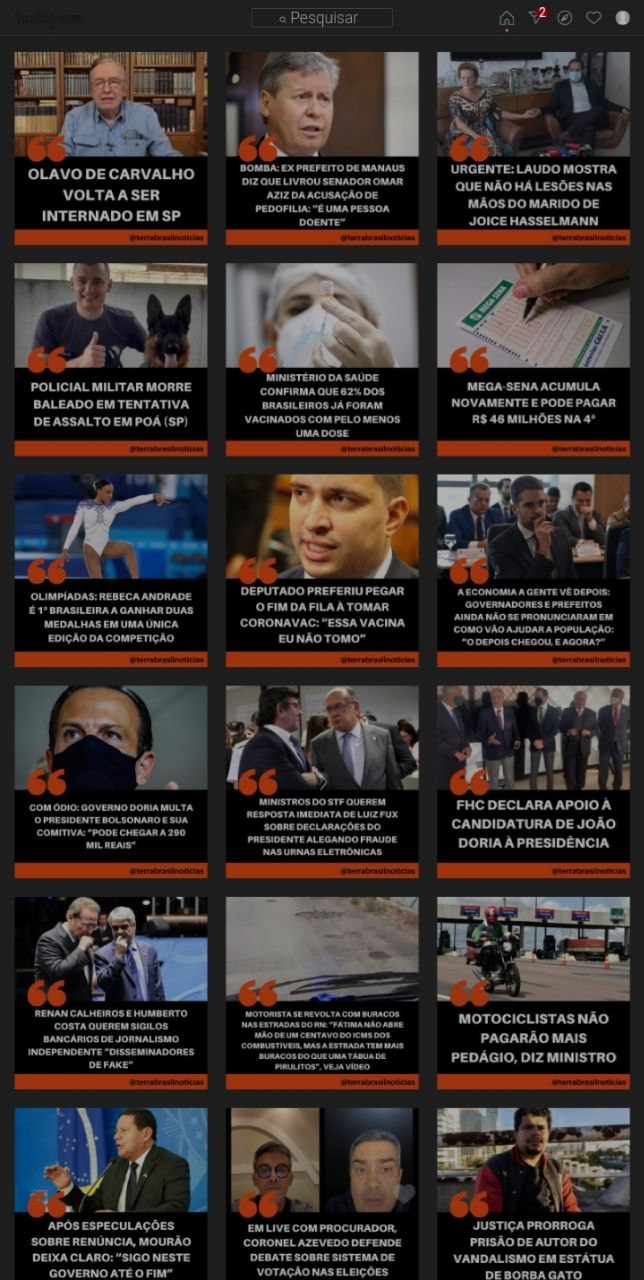 Instagram
Pesquisar
2
OLAVO DE CARVALHO
VOLTA A SER
INTERNADO EM SP
@terrabrasilnoticias
BOMBA: EX PREFEITO DE MANAUS
DIZ QUE LIVROU SENADOR OMAR
AZIZ DA ACUSAÇÃO DE
PEDOFILIA: “É UMA PESSOA
DOENTE”
@terrabrasilnoticias
URGENTE: LAUDO MOSTRA
QUE NÃO HÁ LESÕES NAS
MÃOS DO MARIDO DE
JOICE HASSELMANN
@terrabrasilnoticias
POLICIAL MILITAR MORRE
BALEADO EM TENTATIVA
DE ASSALTO EM POÁ (SP)
@terrabrasilnoticias
MINISTÉRIO DA SAÚDE
CONFIRMA QUE 62% DOS
BRASILEIROS JÁ FORAM
VACINADOS COM PELO MENOS
UMA DOSE
@terrabrasilnoticias
MEGA-SENA
CAIXA
MEGA-SENA ACUMULA
NOVAMENTE E PODE PAGAR
R$ 46 MILHÕES NA 4ª
@terrabrasilnoticias
OLIMPÍADAS: REBECA ANDRADE
É 1ª BRASILEIRA A GANHAR DUAS
MEDALHAS EM UMA ÚNICA
EDIÇÃO DA COMPETIÇÃO
@terrabrasilnoticias
DEPUTADO PREFERIU PEGAR
O FIM DA FILA À TOMAR
CORONAVAC: “ESSA VACINA
EU NÃO TOMO”
@terrabrasilnoticias
A ECONOMIA A GENTE VÊ DEPOIS:
GOVERNADORES E PREFEITOS
AINDA NÃO SE PRONUNCIARAM EM
COMO VÃO AJUDAR A POPULAÇÃO:
“O DEPOIS CHEGOU, E AGORA?”
@terrabrasilnoticias
COM ÓDIO: GOVERNO DORIA MULTA
O PRESIDENTE BOLSONARO E SUA
COMITIVA: “PODE CHEGAR A 290
MIL REAIS”
@terrabrasilnoticias
MINISTROS DO STF QUEREM
RESPOSTA IMEDIATA DE LUIZ FUX
SOBRE DECLARAÇÕES DO
PRESIDENTE ALEGANDO FRAUDE
NAS URNAS ELETRÔNICAS
@terrabrasilnoticias
FHC DECLARA APOIO À
CANDIDATURA DE JOÃO
DORIA À PRESIDÊNCIA
@terrabrasilnoticias
RENAN CALHEIROS E HUMBERTO
COSTA QUEREM SIGILOS
BANCÁRIOS DE JORNALISMO
INDEPENDENTE “DISSEMINADORES
DE FAKE”
@terrabrasilnoticias
MOTORISTA SE REVOLTA COM BURACOS
NAS ESTRADAS DO RN: “FÁTIMA NÃO ABRE
MÃO DE UM CENTAVO DO ICMS DOS
COMBUSTÍVEIS, MAS A ESTRADA TEM MAIS
BURACOS DO QUE UMA TÁBUA DE
PIRULITOS”, VEJA VÍDEO
@terrabrasilnoticias
MOTOCICLISTAS NÃO
PAGARÃO MAIS
PEDÁGIO, DIZ MINISTRO
@terrabrasilnoticias
APÓS ESPECULAÇÕES
SOBRE RENÚNCIA, MOURÃO
DEIXA CLARO: “SIGO NESTE
GOVERNO ATÉ O FIM”
EM LIVE COM PROCURADOR,
CORONEL AZEVEDO DEFENDE
DEBATE SOBRE SISTEMA DE
VOTAÇÃO NAS ELEIÇÕES
JUSTIÇA PRORROGA
PRISÃO DE AUTOR DO
VANDALISMO EM ESTÁTUA
DE BORBA GATO